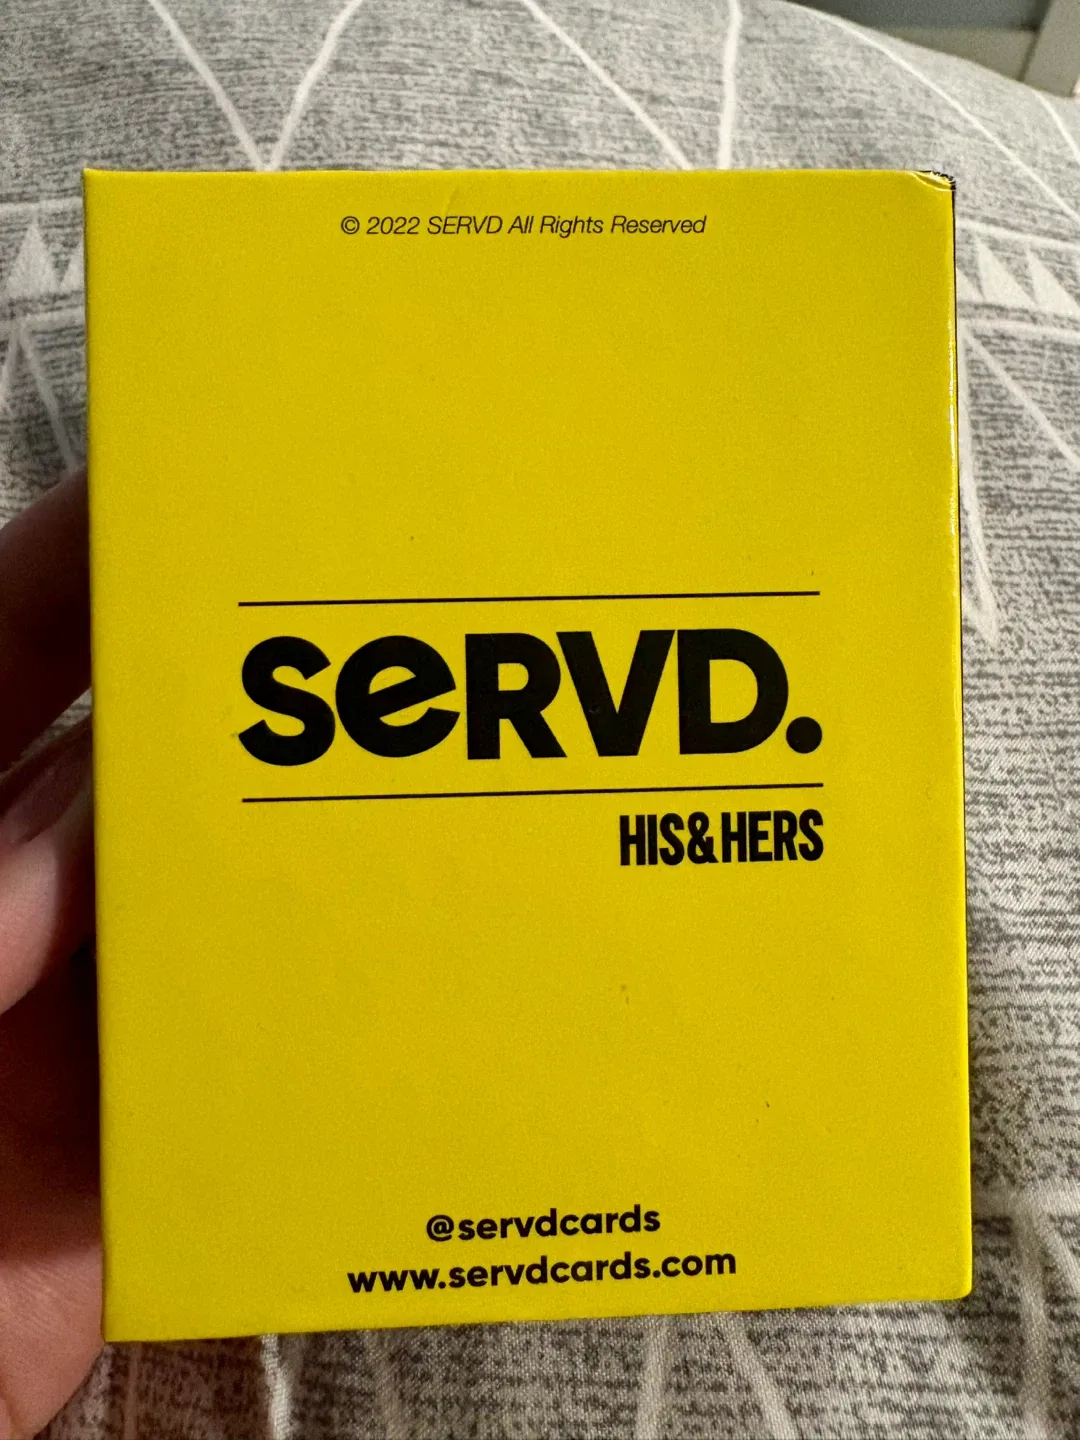 © 2022 SERVD All Rights Reserved
SeRVD.
HIS&HERS
@servdcards
www.servdcards.com